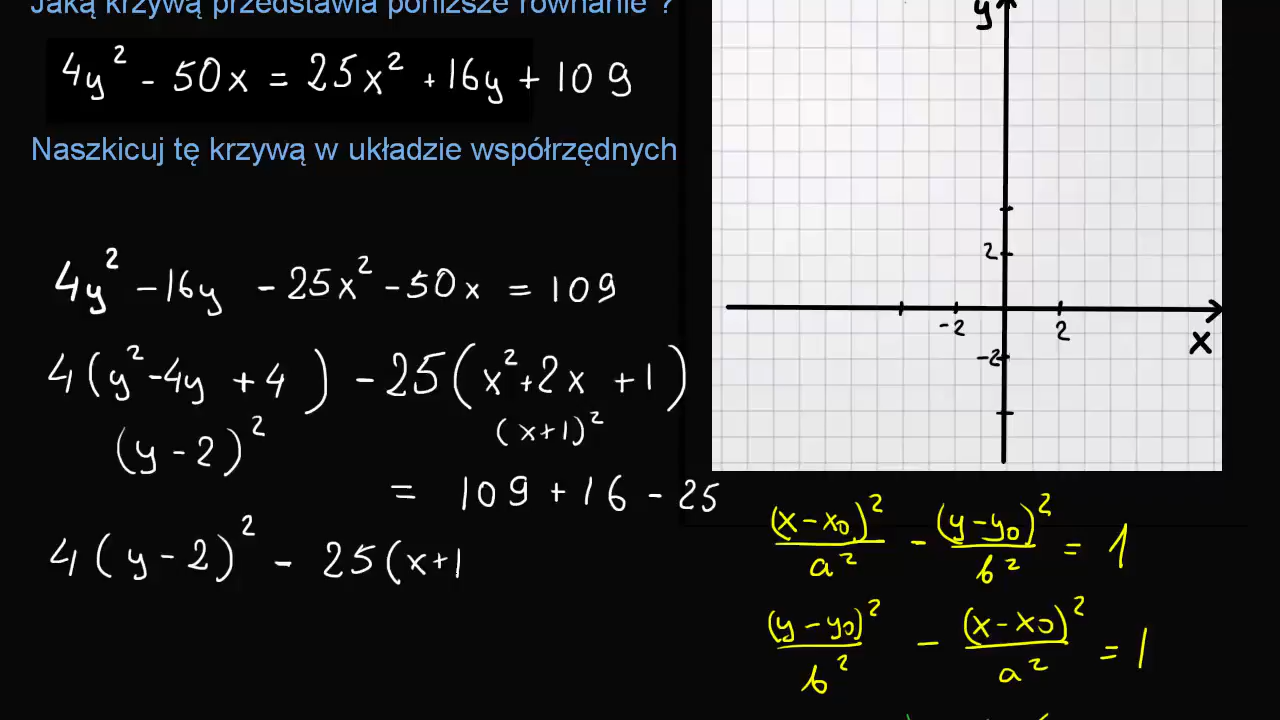 Jaką krzywą przedstawia poniższe równanie ?
4y² - 50x = 25x² + 16y + 109
Naszkicuj tę krzywą w układzie współrzędnych
4y² - 16y - 25x² - 50x = 109
4(y² - 4y + 4) - 25(x² + 2x + 1)
(y - 2)² (x+1)²
= 109 + 16 - 25
4(y - 2)² - 25(x+1
y
2
-2 2
x
-2
(x-x₀)²/a² - (y-y₀)²/b² = 1
(y-y₀)²/b² - (x-x₀)²/a² = 1